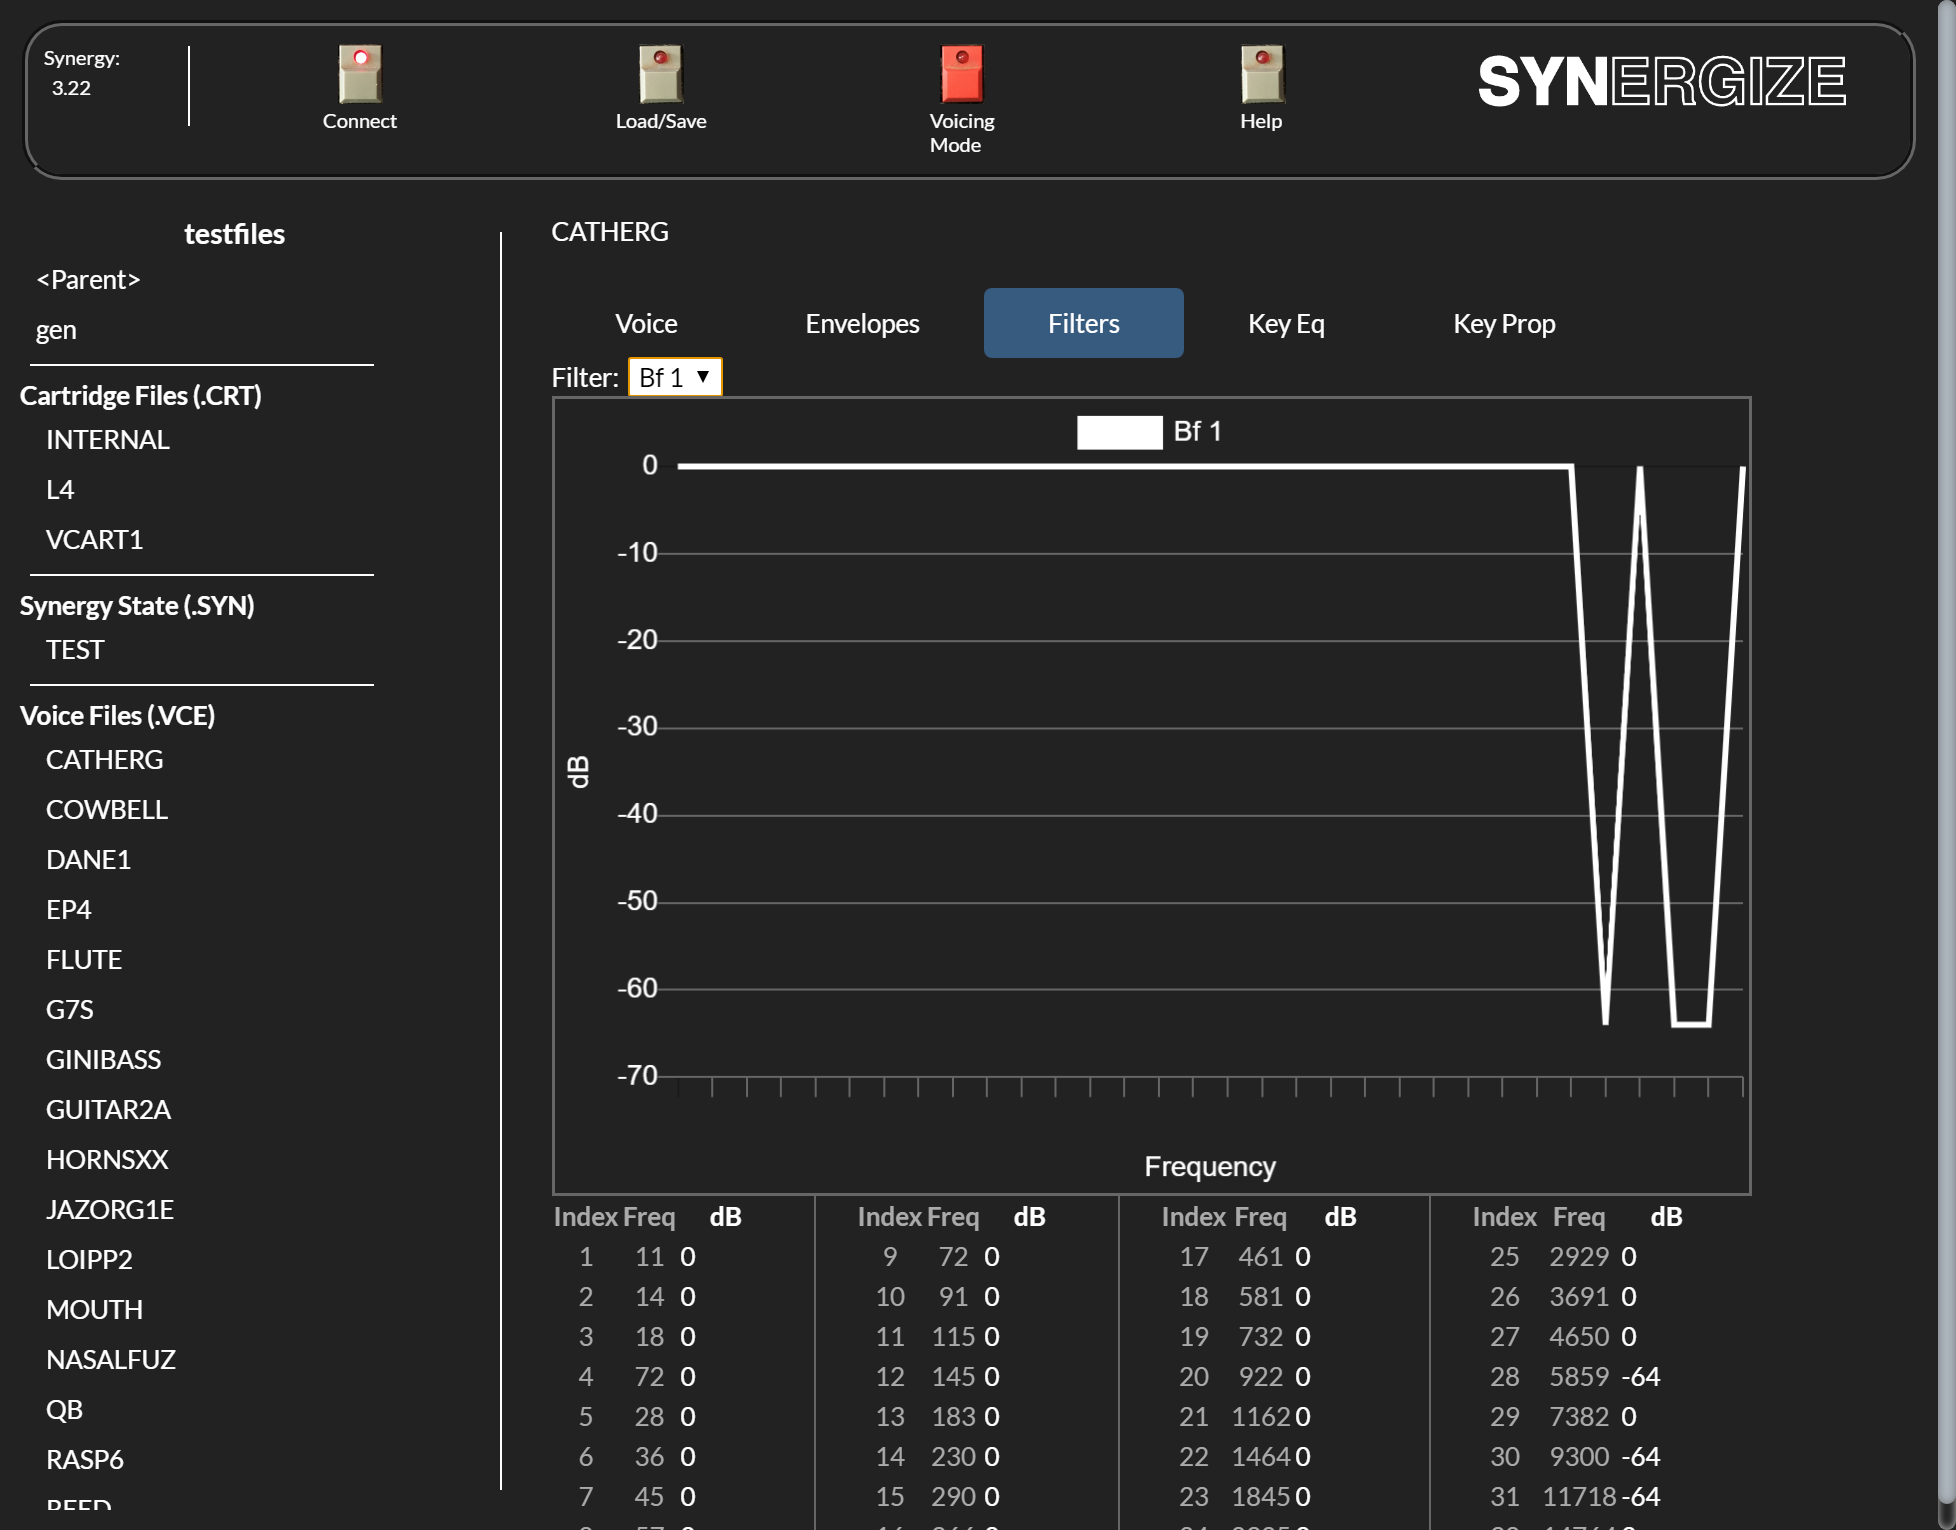 Synergy:
3.22
Connect
Load/Save
Voicing
Mode
Help
SYNERGIZE
testfiles
<Parent>
gen
Cartridge Files (.CRT)
INTERNAL
L4
VCART1
Synergy State (.SYN)
TEST
Voice Files (.VCE)
CATHERG
COWBELL
DANE1
EP4
FLUTE
G7S
GINIBASS
GUITAR2A
HORNSXX
JAZORG1E
LOIPP2
MOUTH
NASALFUZ
QB
RASP6
REED
CATHERG
Voice Envelopes Filters Key Eq Key Prop
Filter: Bf 1 ▼
Bf 1
0
-10
-20
-30
-40
-50
-60
-70
dB
Frequency
Index Freq dB Index Freq dB Index Freq dB Index Freq dB
1 11 0 9 72 0 17 461 0 25 2929 0
2 14 0 10 91 0 18 581 0 26 3691 0
3 18 0 11 115 0 19 732 0 27 4650 0
4 72 0 12 145 0 20 922 0 28 5859 -64
5 28 0 13 183 0 21 1162 0 29 7382 0
6 36 0 14 230 0 22 1464 0 30 9300 -64
7 45 0 15 290 0 23 1845 0 31 11718 -64